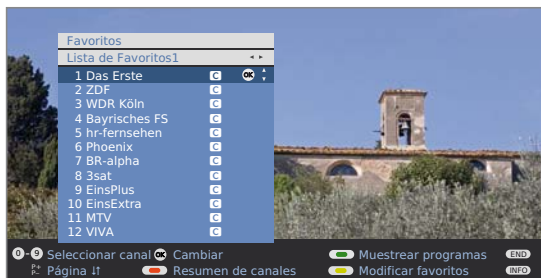 Favoritos
Lista de Favoritos1
1 Das Erste C OK
2 ZDF C
3 WDR Köln C
4 Bayrisches FS C
5 hr-fernsehen C
6 Phoenix C
7 BR-alpha C
8 3sat C
9 EinsPlus C
10 EinsExtra C
11 MTV C
12 VIVA C
0-9 Seleccionar canal OK Cambiar Muestrear programas END
P+ P− Página Resumen de canales Modificar favoritos INFO